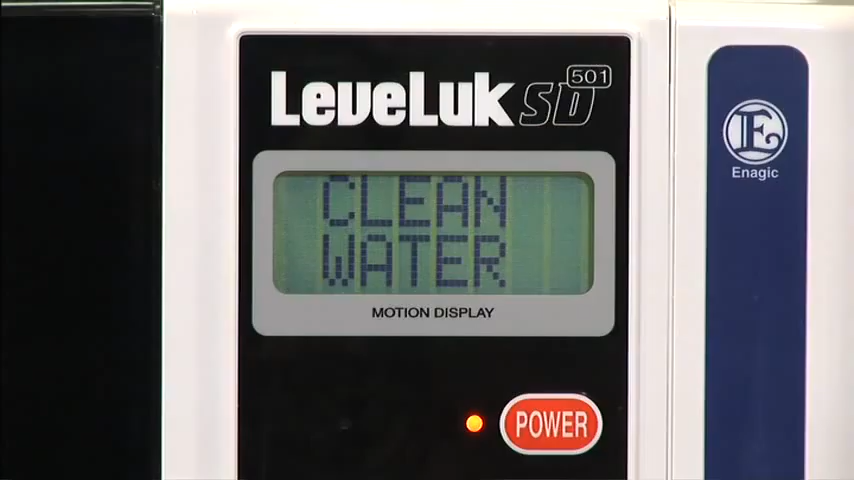 LeveLuk SD 501
E
Enagic
CLEAN
WATER
MOTION DISPLAY
POWER